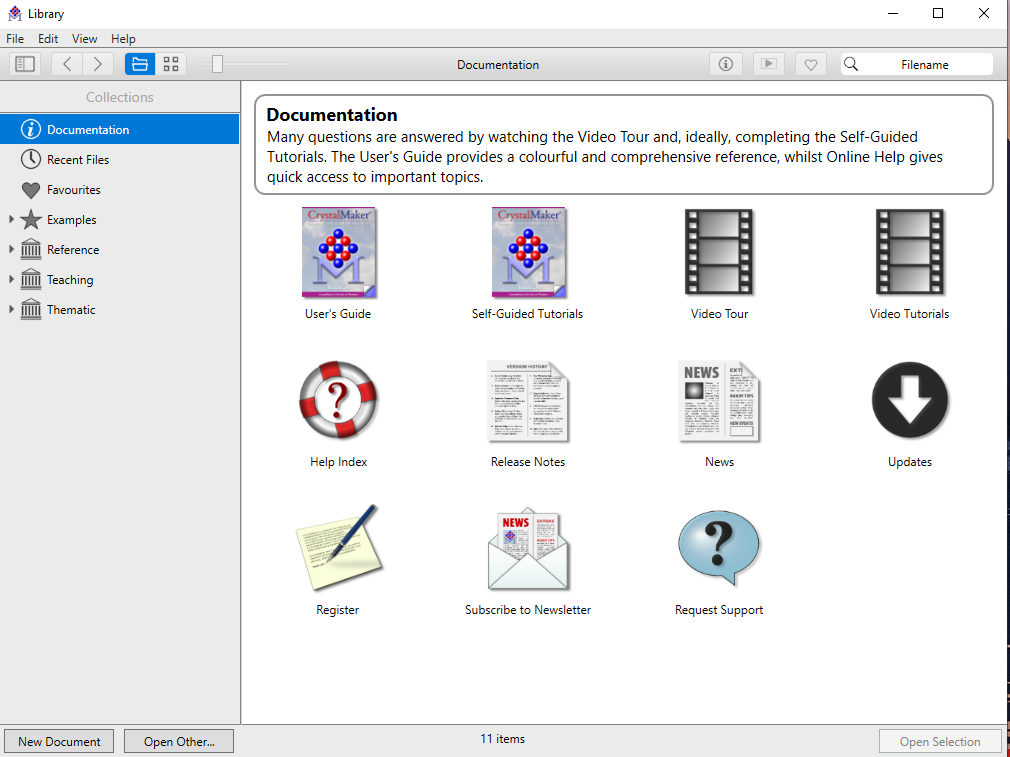 Library
File Edit View Help
Documentation
Filename
Collections
Documentation
Recent Files
Favourites
Examples
Reference
Teaching
Thematic
Documentation
Many questions are answered by watching the Video Tour and, ideally, completing the Self-Guided
Tutorials. The User's Guide provides a colourful and comprehensive reference, whilst Online Help gives
quick access to important topics.
CrystalMaker®
CrystalMaker®
User's Guide
Self-Guided Tutorials
Video Tour
Video Tutorials
VERSION HISTORY
NEWS
HANDY TIPS
NEW EVENTS
Help Index
Release Notes
News
Updates
NEWS
Register
Subscribe to Newsletter
Request Support
New Document
Open Other...
11 items
Open Selection